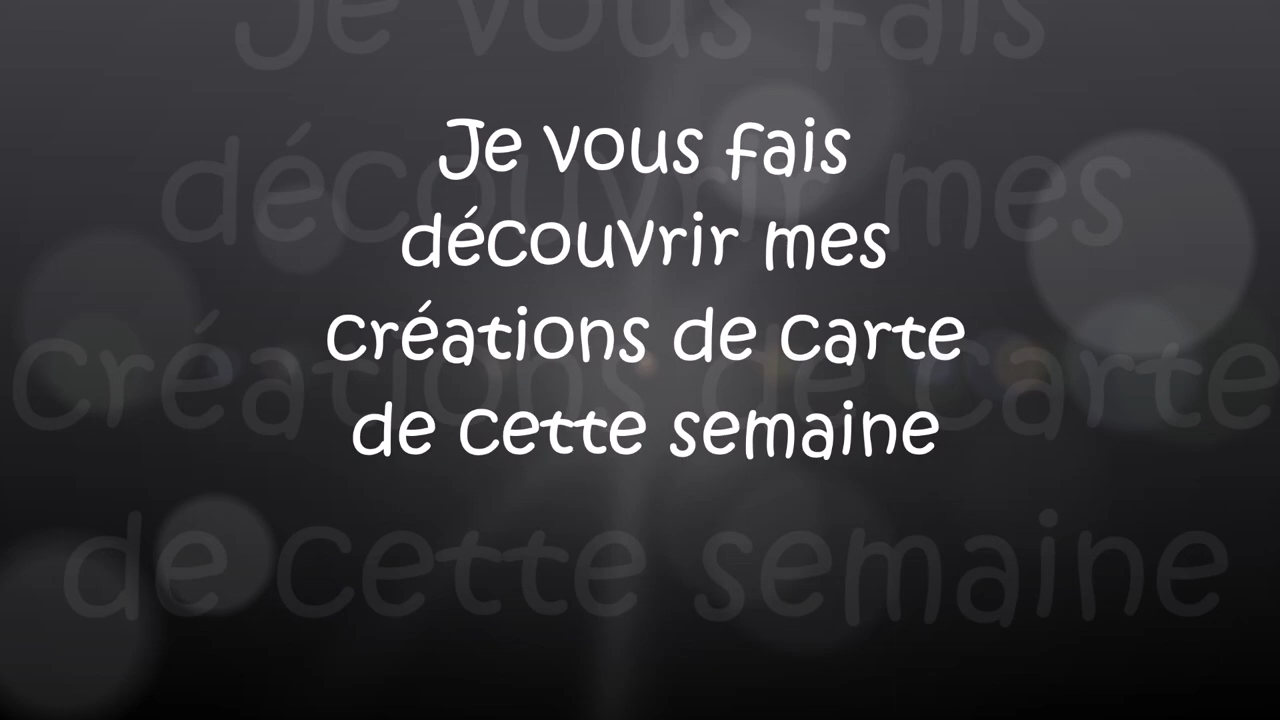 Je vous fais
découvrir mes
créations de carte
de cette semaine